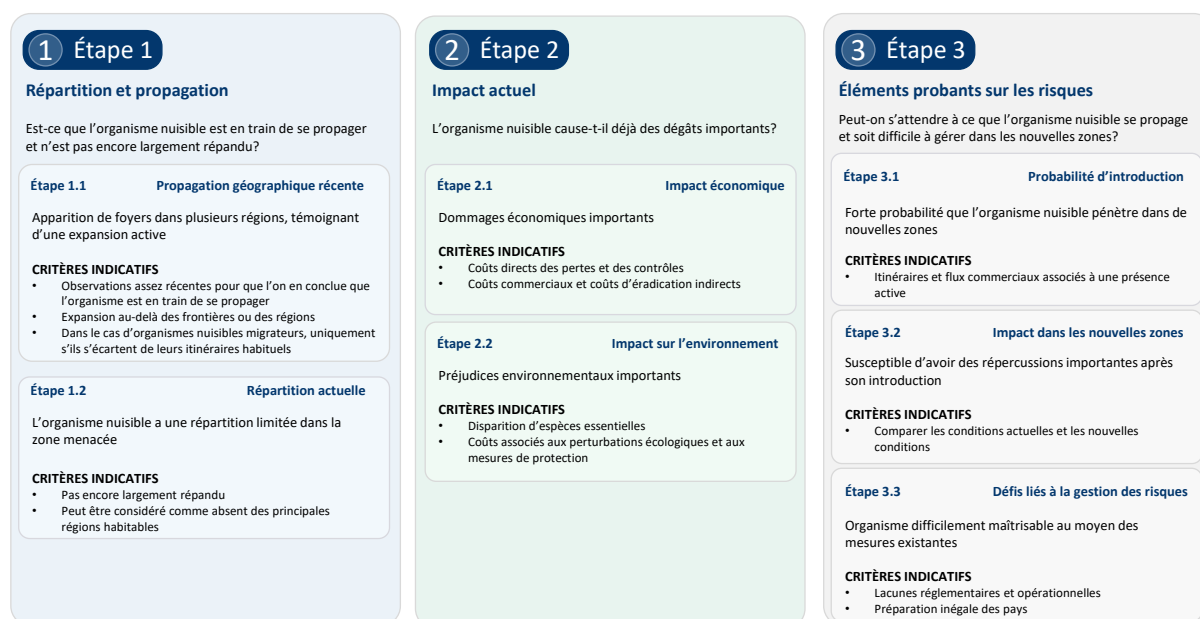 1 Étape 1
Répartition et propagation
Est-ce que l’organisme nuisible est en train de se propager
et n’est pas encore largement répandu?
Étape 1.1 Propagation géographique récente
Apparition de foyers dans plusieurs régions, témoignant
d’une expansion active
CRITÈRES INDICATIFS
• Observations assez récentes pour que l’on en conclue que
l’organisme est en train de se propager
• Expansion au-delà des frontières ou des régions
• Dans le cas d’organismes nuisibles migrateurs, uniquement
s’ils s’écartent de leurs itinéraires habituels
Étape 1.2 Répartition actuelle
L’organisme nuisible a une répartition limitée dans la
zone menacée
CRITÈRES INDICATIFS
• Pas encore largement répandu
• Peut être considéré comme absent des principales
régions habitables
2 Étape 2
Impact actuel
L’organisme nuisible cause-t-il déjà des dégâts importants?
Étape 2.1 Impact économique
Dommages économiques importants
CRITÈRES INDICATIFS
• Coûts directs des pertes et des contrôles
• Coûts commerciaux et coûts d’éradication indirects
Étape 2.2 Impact sur l’environnement
Préjudices environnementaux importants
CRITÈRES INDICATIFS
• Disparition d’espèces essentielles
• Coûts associés aux perturbations écologiques et aux
mesures de protection
3 Étape 3
Éléments probants sur les risques
Peut-on s’attendre à ce que l’organisme nuisible se propage
et soit difficile à gérer dans les nouvelles zones?
Étape 3.1 Probabilité d’introduction
Forte probabilité que l’organisme nuisible pénètre dans de
nouvelles zones
CRITÈRES INDICATIFS
• Itinéraires et flux commerciaux associés à une présence
active
Étape 3.2 Impact dans les nouvelles zones
Susceptible d’avoir des répercussions importantes après
son introduction
CRITÈRES INDICATIFS
• Comparer les conditions actuelles et les nouvelles
conditions
Étape 3.3 Défis liés à la gestion des risques
Organisme difficilement maîtrisable au moyen des
mesures existantes
CRITÈRES INDICATIFS
• Lacunes réglementaires et opérationnelles
• Préparation inégale des pays